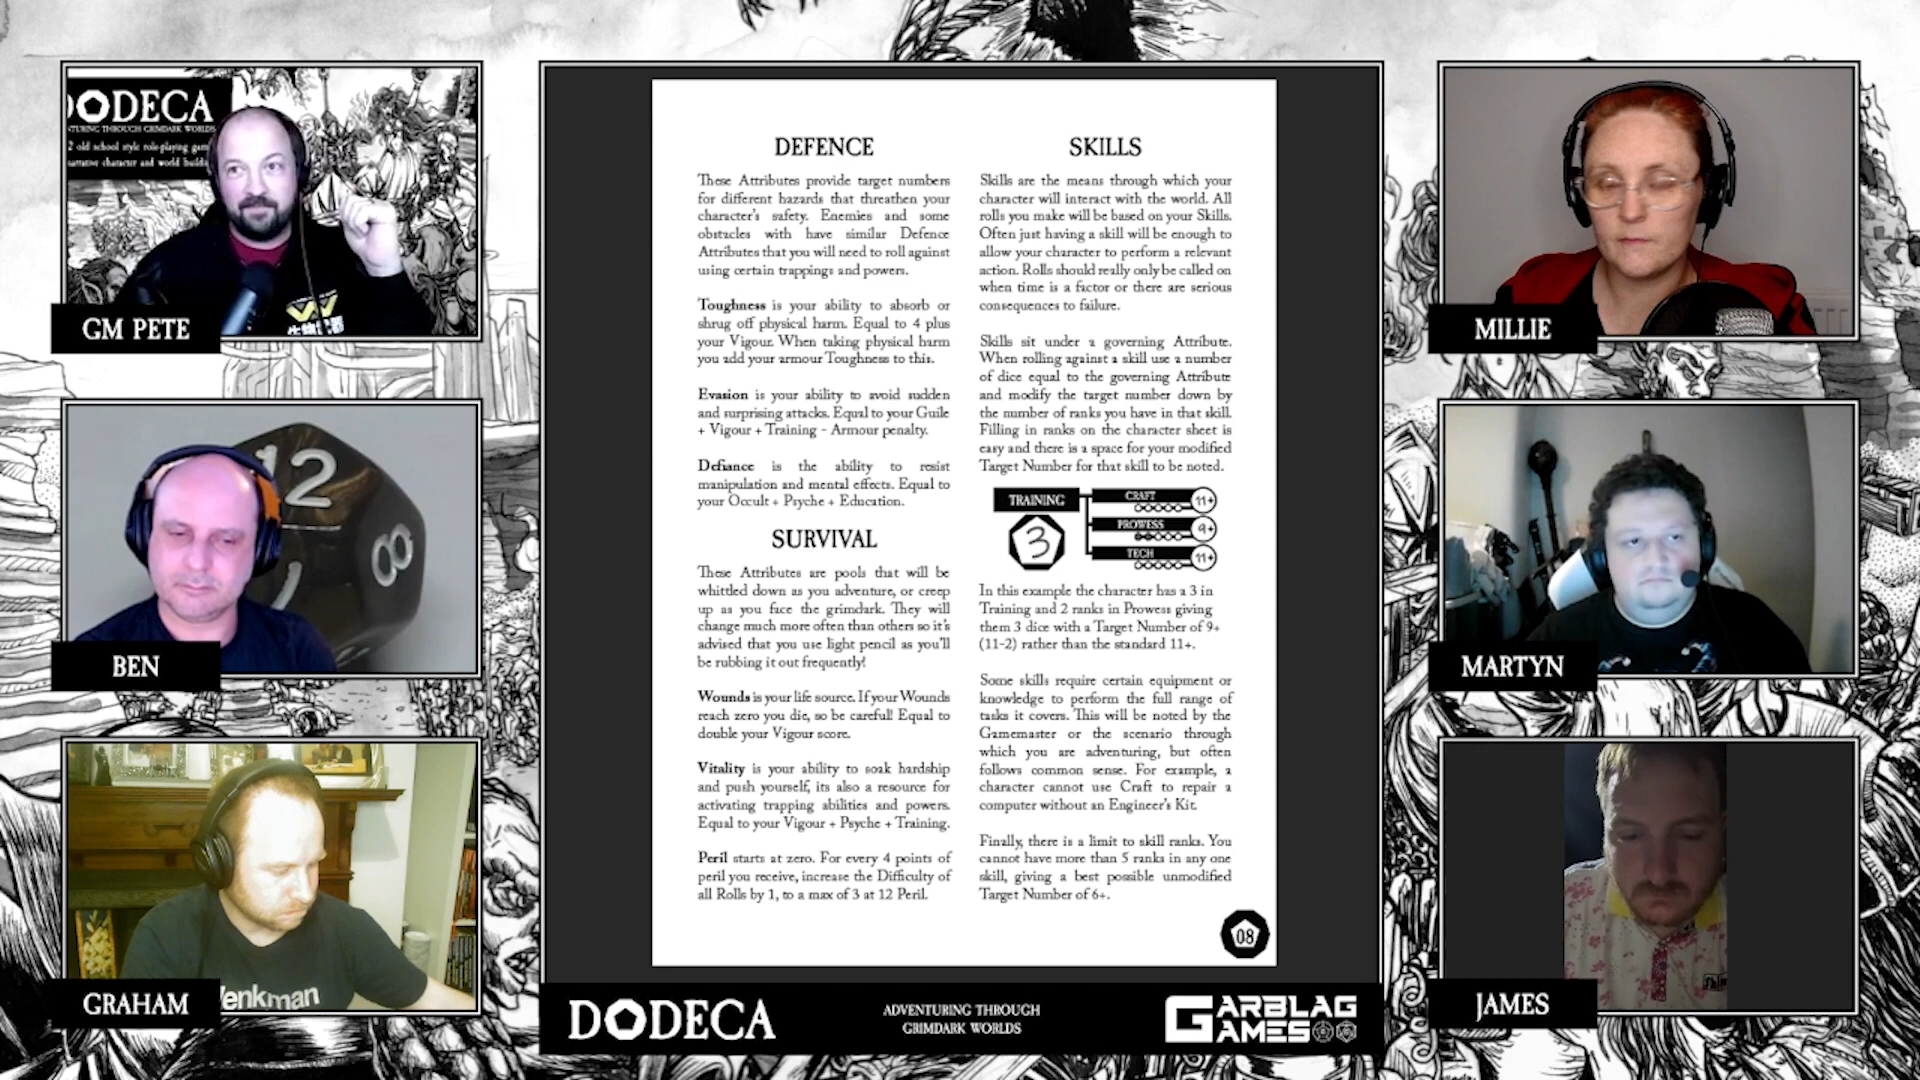 DODECA
TURING THROUGH GRIMDARK WORLDS
2 old school style role-playing gam
narrative character and world buildi
GM PETE
12
8
BEN
Venkman
GRAHAM
DEFENCE
These Attributes provide target numbers
for different hazards that threaten your
character's safety. Enemies and some
obstacles with have similar Defence
Attributes that you will need to roll against
using certain trappings and powers.
Toughness is your ability to absorb or
shrug off physical harm. Equal to 4 plus
your Vigour. When taking physical harm
you add your armour Toughness to this.
Evasion is your ability to avoid sudden
and surprising attacks. Equal to your Guile
+ Vigour + Training - Armour penalty.
Defiance is the ability to resist
manipulation and mental effects. Equal to
your Occult + Psyche + Education.
SURVIVAL
These Attributes are pools that will be
whittled down as you adventure, or creep
up as you face the grimdark. They will
change much more often than others so it's
advised that you use light pencil as you'll
be rubbing it out frequently!
Wounds is your life source. If your Wounds
reach zero you die, so be careful! Equal to
double your Vigour score.
Vitality is your ability to soak hardship
and push yourself, its also a resource for
activating trapping abilities and powers.
Equal to your Vigour + Psyche + Training.
Peril starts at zero. For every 4 points of
peril you receive, increase the Difficulty of
all Rolls by 1, to a max of 3 at 12 Peril.
SKILLS
Skills are the means through which your
character will interact with the world. All
rolls you make will be based on your Skills.
Often just having a skill will be enough to
allow your character to perform a relevant
action. Rolls should really only be called on
when time is a factor or there are serious
consequences to failure.
Skills sit under a governing Attribute.
When rolling against a skill use a number
of dice equal to the governing Attribute
and modify the target number down by
the number of ranks you have in that skill.
Filling in ranks on the character sheet is
easy and there is a space for your modified
Target Number for that skill to be noted.
TRAINING
3
CRAFT 11+
PROWESS 9+
TECH 11+
In this example the character has a 3 in
Training and 2 ranks in Prowess giving
them 3 dice with a Target Number of 9+
(11-2) rather than the standard 11+.
Some skills require certain equipment or
knowledge to perform the full range of
tasks it covers. This will be noted by the
Gamemaster or the scenario through
which you are adventuring, but often
follows common sense. For example, a
character cannot use Craft to repair a
computer without an Engineer's Kit.
Finally, there is a limit to skill ranks. You
cannot have more than 5 ranks in any one
skill, giving a best possible unmodified
Target Number of 6+.
08
DODECA
ADVENTURING THROUGH
GRIMDARK WORLDS
GARBLAG
GAMES
MILLIE
MARTYN
JAMES